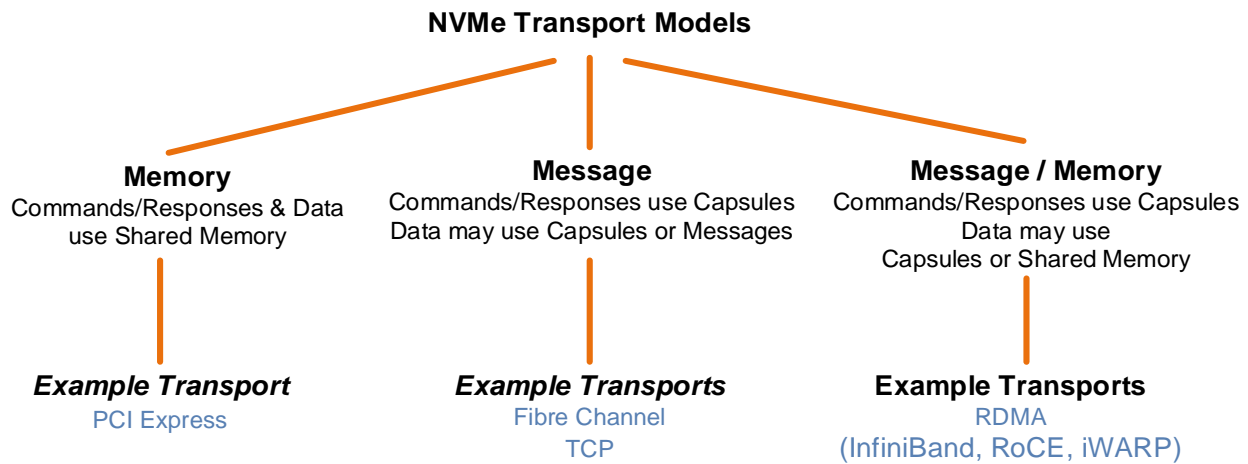 NVMe Transport Models
Memory
Commands/Responses & Data
use Shared Memory
Example Transport
PCI Express
Message
Commands/Responses use Capsules
Data may use Capsules or Messages
Example Transports
Fibre Channel
TCP
Message / Memory
Commands/Responses use Capsules
Data may use
Capsules or Shared Memory
Example Transports
RDMA
(InfiniBand, RoCE, iWARP)